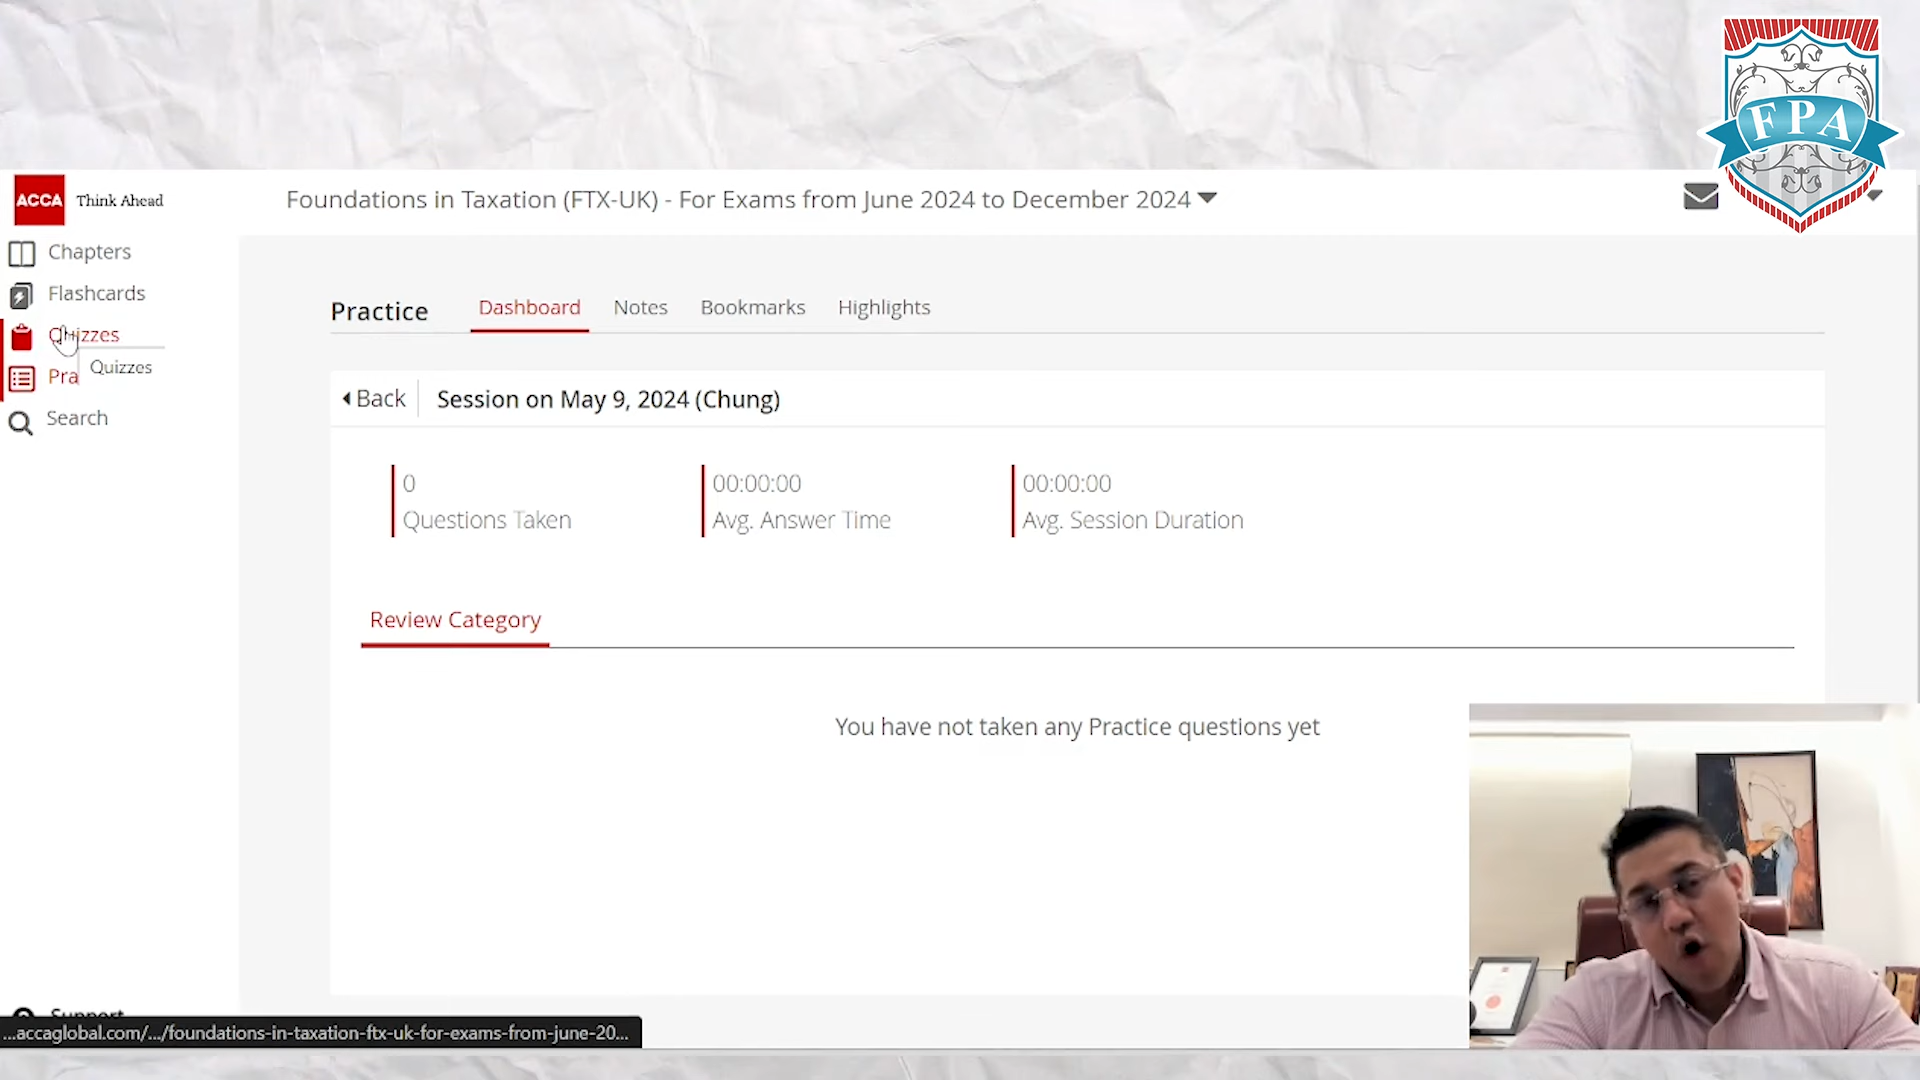 FPA
ACCA Think Ahead
Foundations in Taxation (FTX-UK) - For Exams from June 2024 to December 2024
Chapters
Flashcards
Quizzes
Quizzes
Pra
Search
Support
Practice Dashboard Notes Bookmarks Highlights
Back Session on May 9, 2024 (Chung)
0 00:00:00 00:00:00
Questions Taken Avg. Answer Time Avg. Session Duration
Review Category
You have not taken any Practice questions yet
...accaglobal.com/.../foundations-in-taxation-ftx-uk-for-exams-from-june-20...